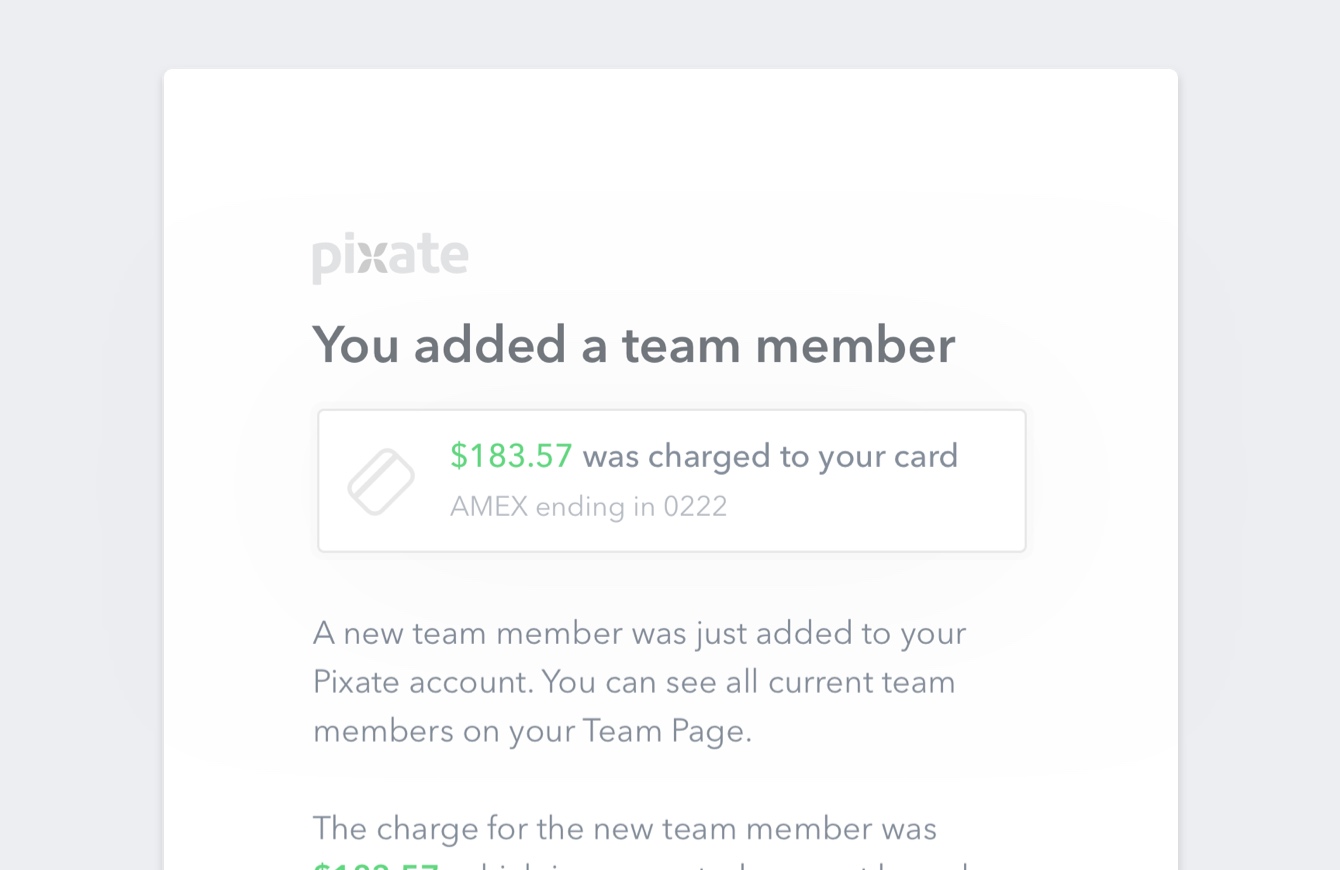 pixate
You added a team member
$183.57 was charged to your card
AMEX ending in 0222
A new team member was just added to your
Pixate account. You can see all current team
members on your Team Page.
The charge for the new team member was